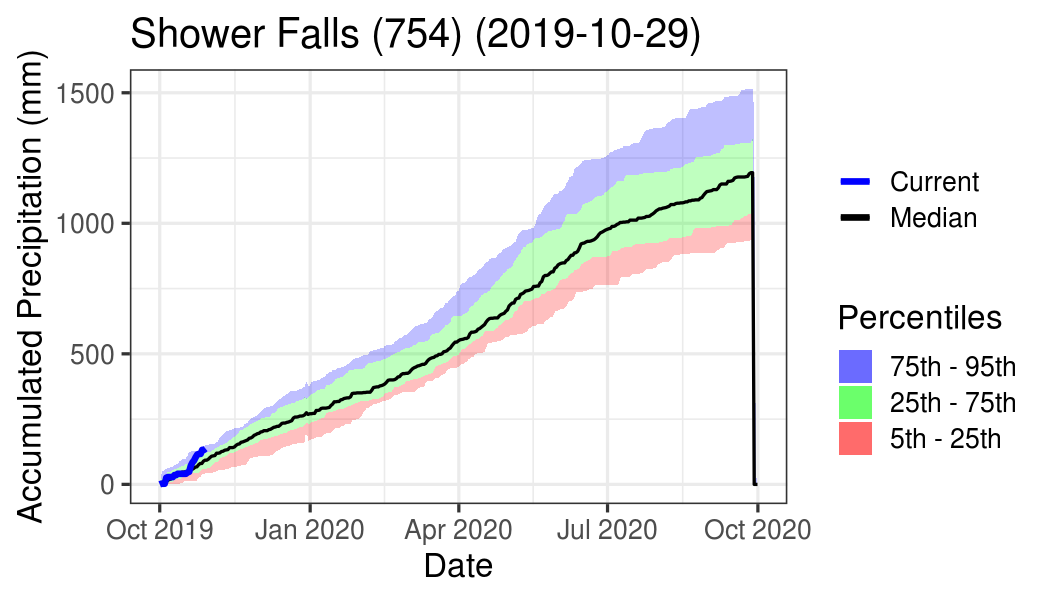 Shower Falls (754) (2019-10-29)
Accumulated Precipitation (mm)
1500
1000
500
0
Oct 2019
Jan 2020
Apr 2020
Jul 2020
Oct 2020
Date
Current
Median
Percentiles
75th - 95th
25th - 75th
5th - 25th